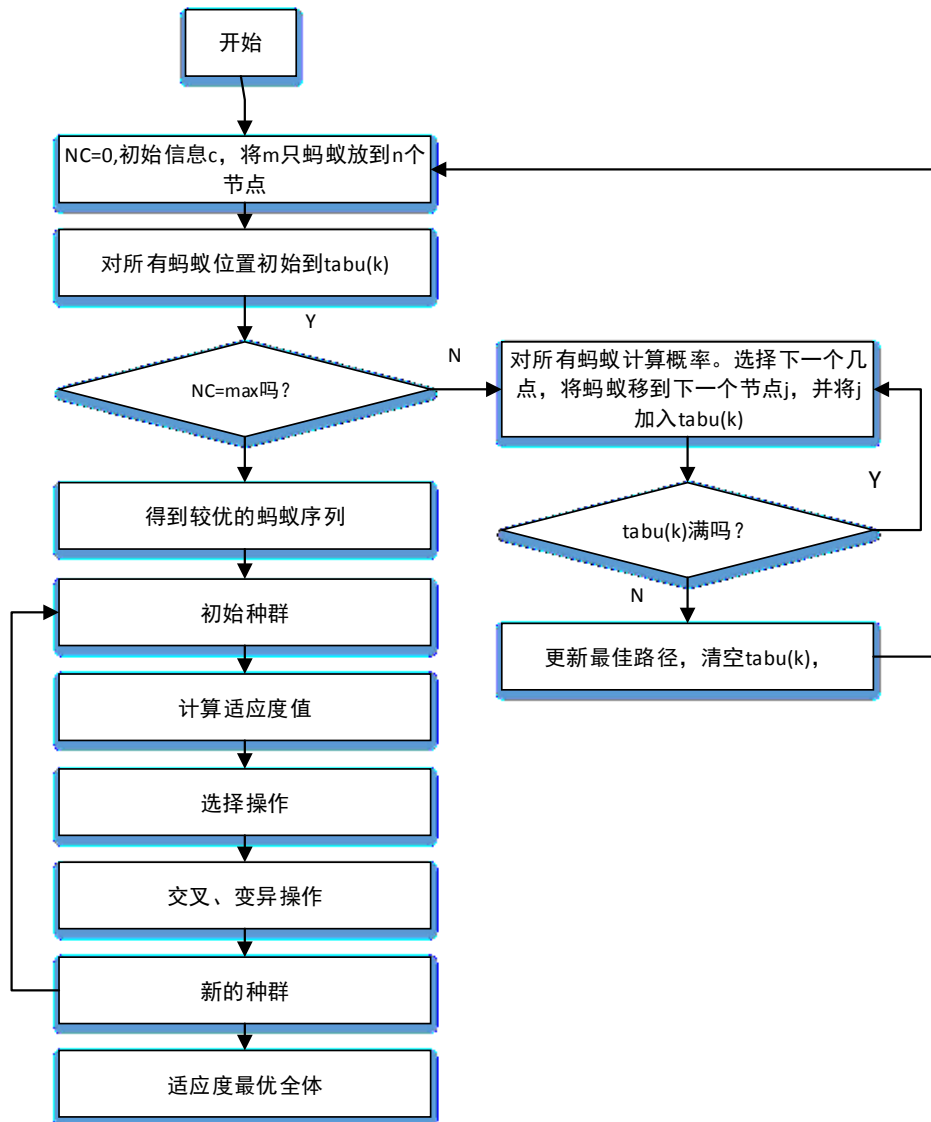 开始
NC=0,初始信息c，将m只蚂蚁放到n个
节点
对所有蚂蚁位置初始到tabu(k)
Y
NC=max吗？
N
对所有蚂蚁计算概率。选择下一个几
点，将蚂蚁移到下一个节点j，并将j
加入tabu(k)
Y
tabu(k)满吗？
N
更新最佳路径，清空tabu(k)，
得到较优的蚂蚁序列
初始种群
计算适应度值
选择操作
交叉、变异操作
新的种群
适应度最优全体